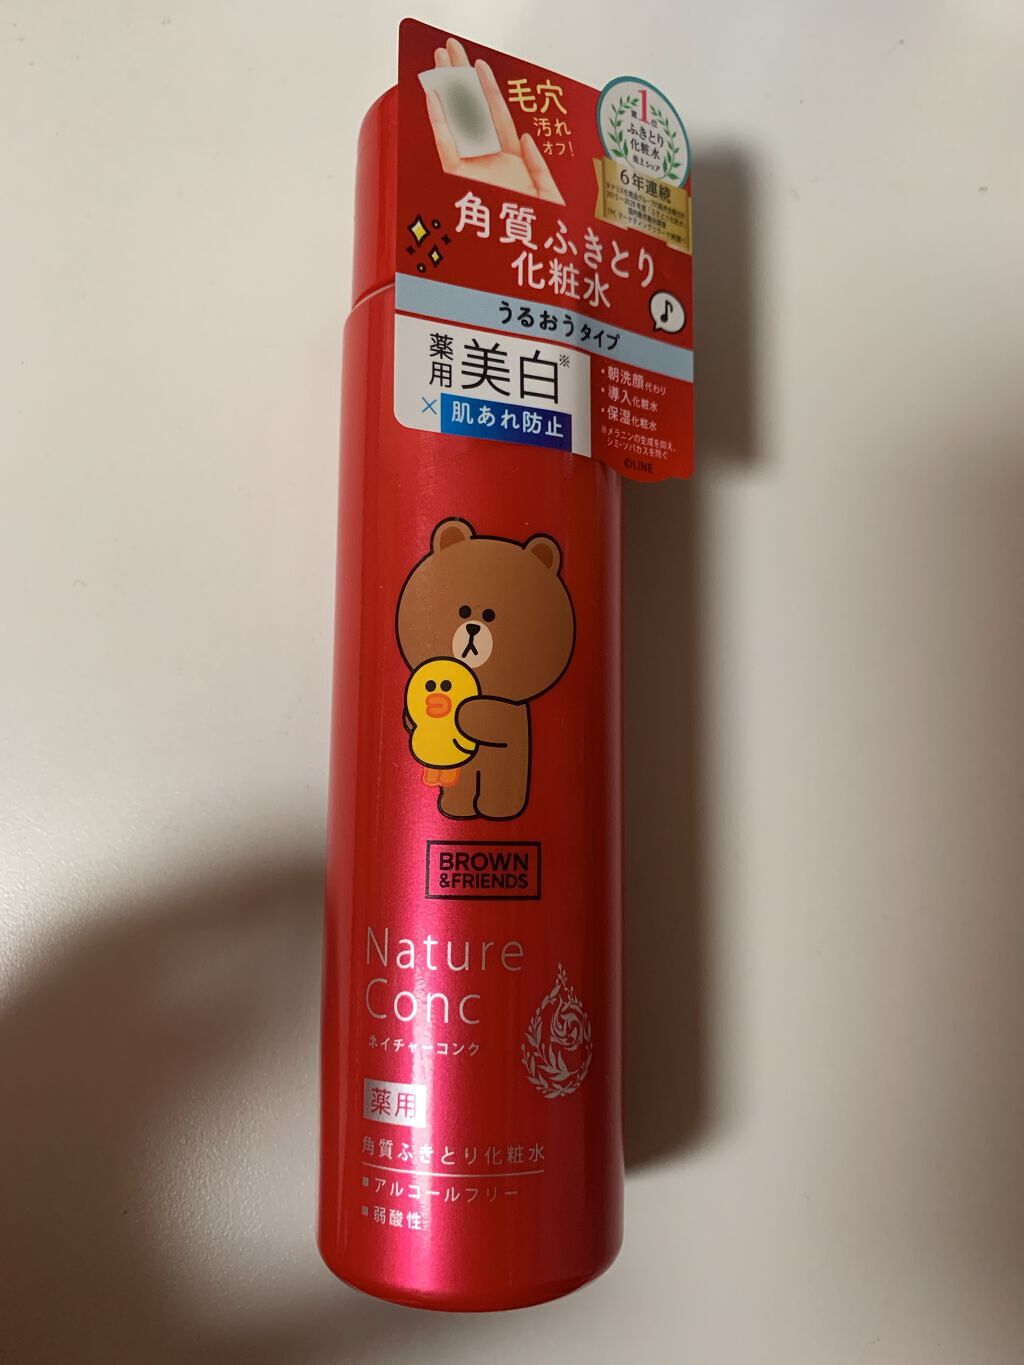 毛穴
汚れ
オフ!
第1位
ふきとり
化粧水
売上シェア
6年連続
角質ふきとり
化粧水
うるおうタイプ
薬用
美白※
×
肌あれ防止
・朝洗顔代わり
・導入化粧水
・保湿化粧水
※メラニンの生成を抑え、
シミ・ソバカスを防ぐ
©LINE
BROWN
&FRIENDS
Nature
Conc
ネイチャーコンク
薬用
角質ふきとり化粧水
アルコールフリー
弱酸性